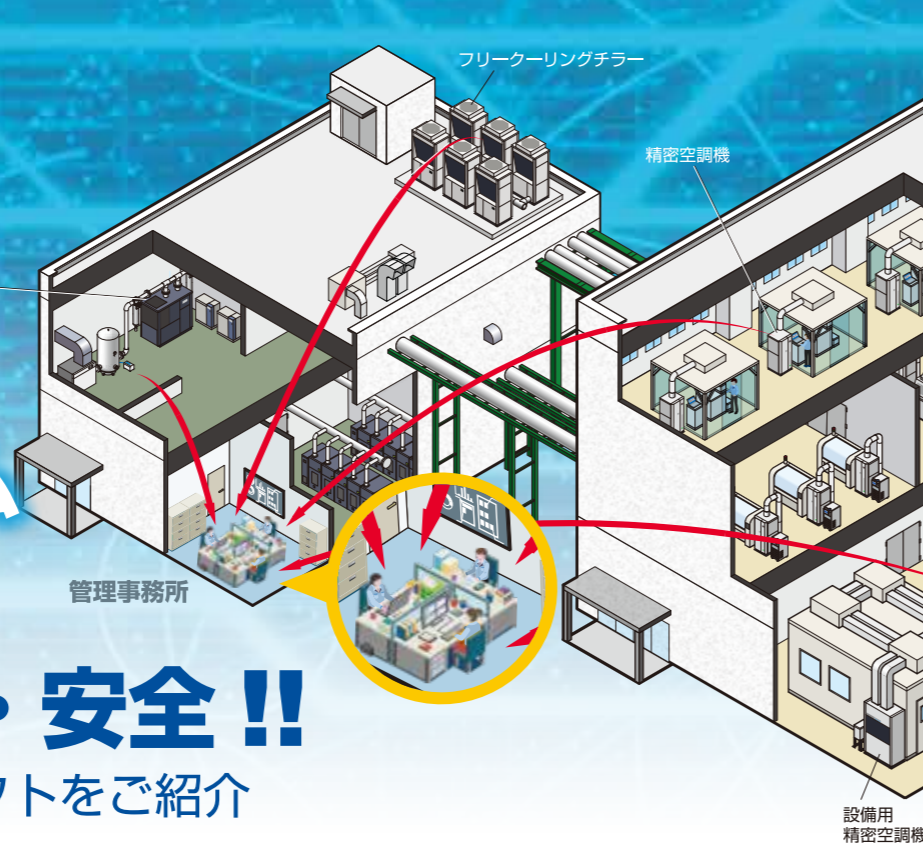 フリークーリングチラー
精密空調機
管理事務所
・安全!!
フトをご紹介
設備用
精密空調機